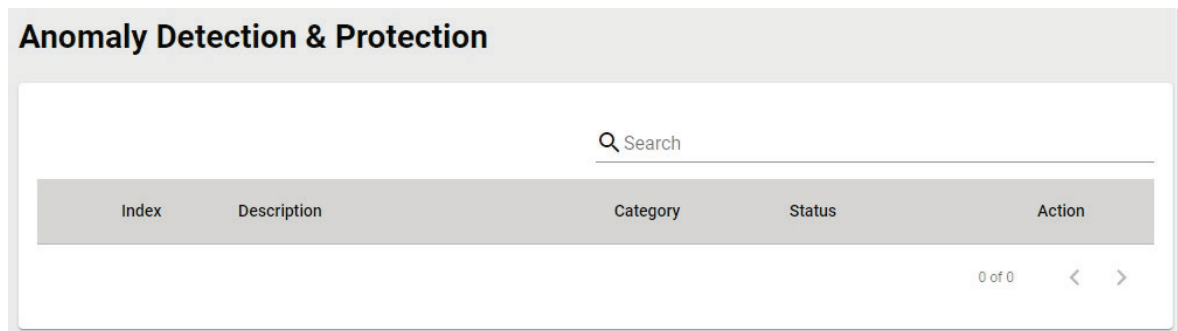 Anomaly Detection & Protection
Search
Index Description Category Status Action
0 of 0